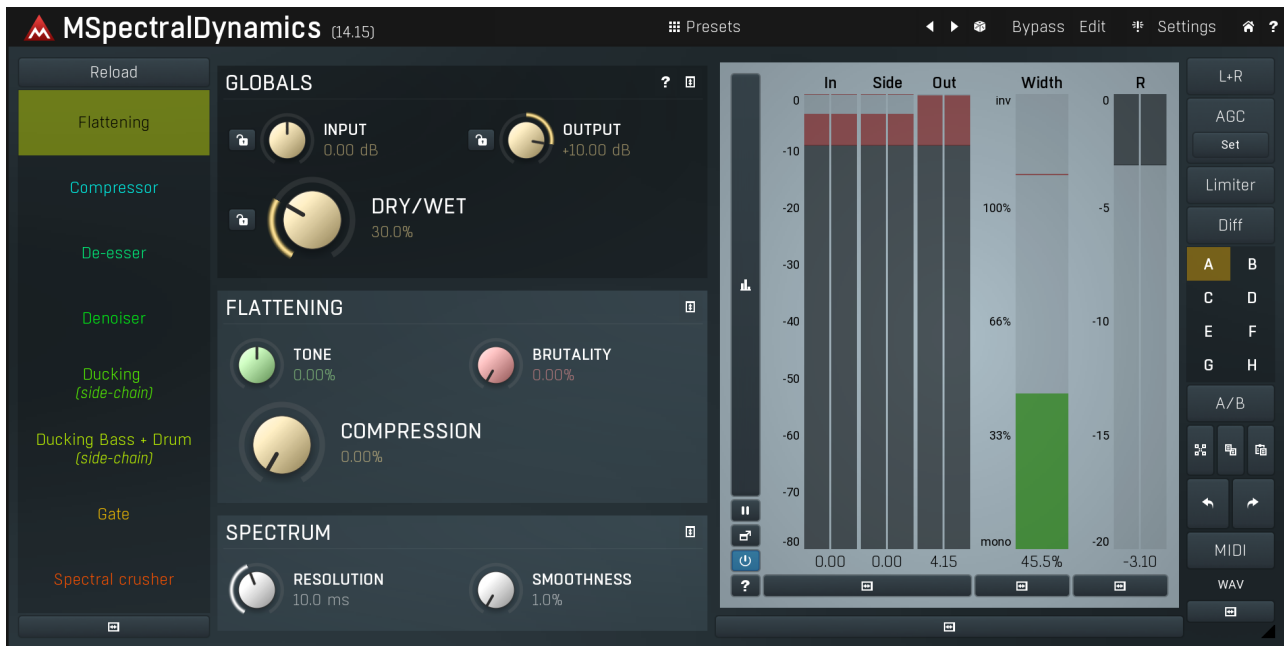 MSpectralDynamics (14.15)
Presets
Bypass
Edit
Settings
?
Reload
Flattening
Compressor
De-esser
Denoiser
Ducking
(side-chain)
Ducking Bass + Drum
(side-chain)
Gate
Spectral crusher
GLOBALS
?
INPUT
0.00 dB
OUTPUT
+10.00 dB
DRY/WET
30.0%
FLATTENING
TONE
0.00%
BRUTALITY
0.00%
COMPRESSION
0.00%
SPECTRUM
RESOLUTION
10.0 ms
SMOOTHNESS
1.0%
In Side Out Width R
0
-10
-20
-30
-40
-50
-60
-70
-80
inv
100%
66%
33%
mono
0
-5
-10
-15
-20
0.00 0.00 4.15 45.5% -3.10
?
L+R
AGC
Set
Limiter
Diff
A B
C D
E F
G H
A/B
MIDI
WAV